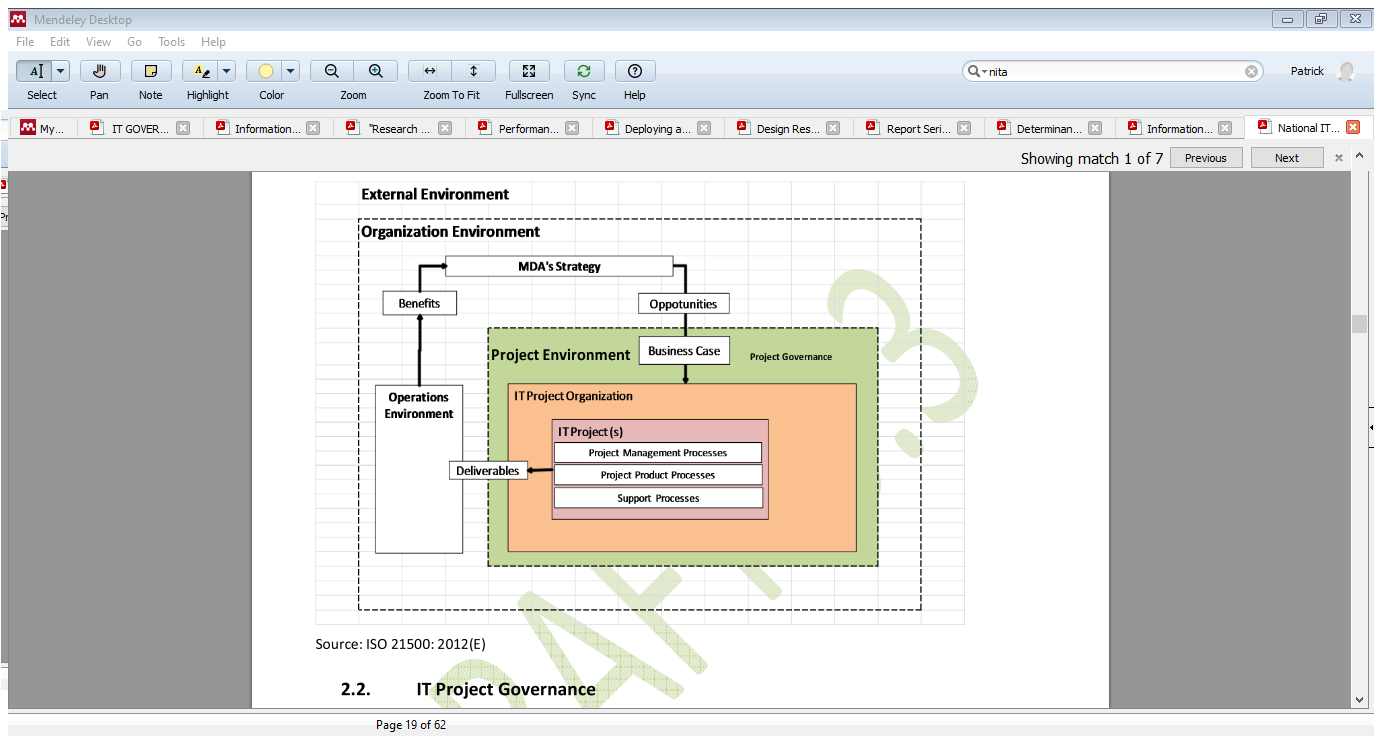 Mendeley Desktop
File Edit View Go Tools Help
nita
Patrick
Select Pan Note Highlight Color Zoom Zoom To Fit Fullscreen Sync Help
My... IT GOVER... Information... "Research ... Performan... Deploying a... Design Res... Report Seri... Determinan... Information... National IT...
Showing match 1 of 7 Previous Next
External Environment
Organization Environment
MDA's Strategy
Benefits
Oppotunities
Project Environment
Business Case
Project Governance
Operations
Environment
IT Project Organization
IT Project (s)
Project Management Processes
Deliverables
Project Product Processes
Support Processes
Source: ISO 21500: 2012(E)
2.2. IT Project Governance
Page 19 of 62